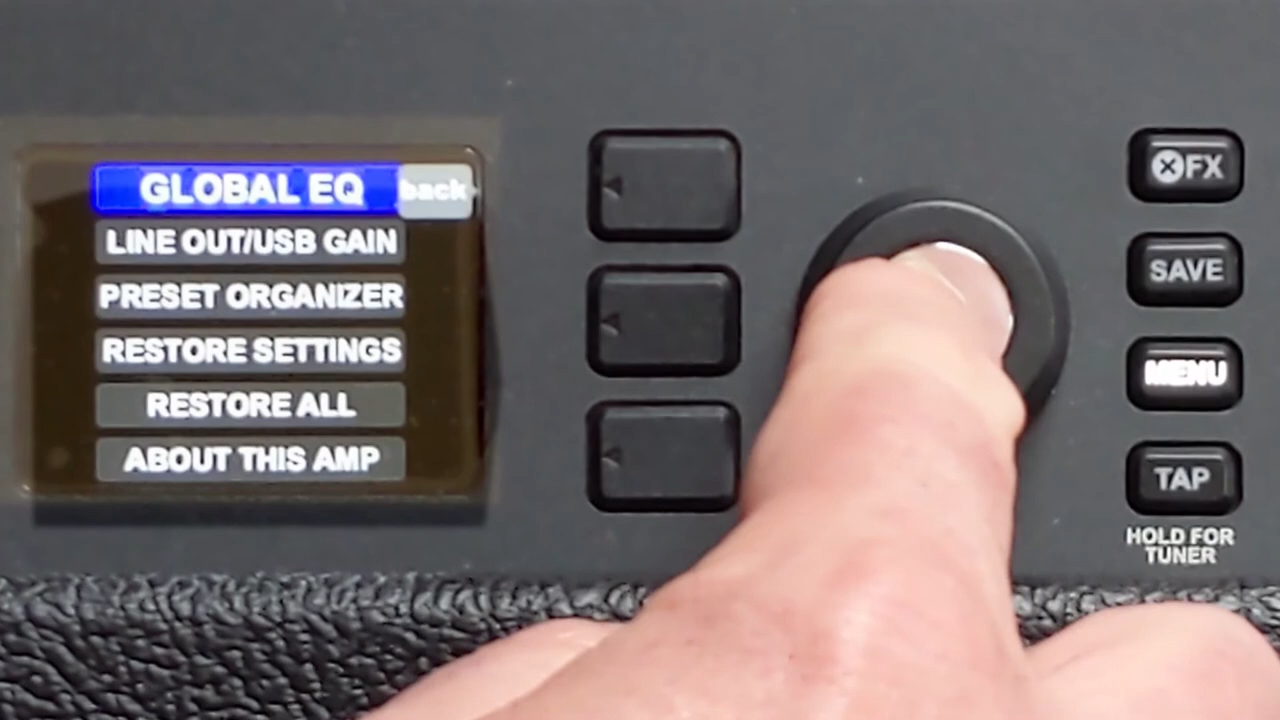 GLOBAL EQ
back
LINE OUT/USB GAIN
PRESET ORGANIZER
RESTORE SETTINGS
RESTORE ALL
ABOUT THIS AMP
FX
SAVE
MENU
TAP
HOLD FOR
TUNER